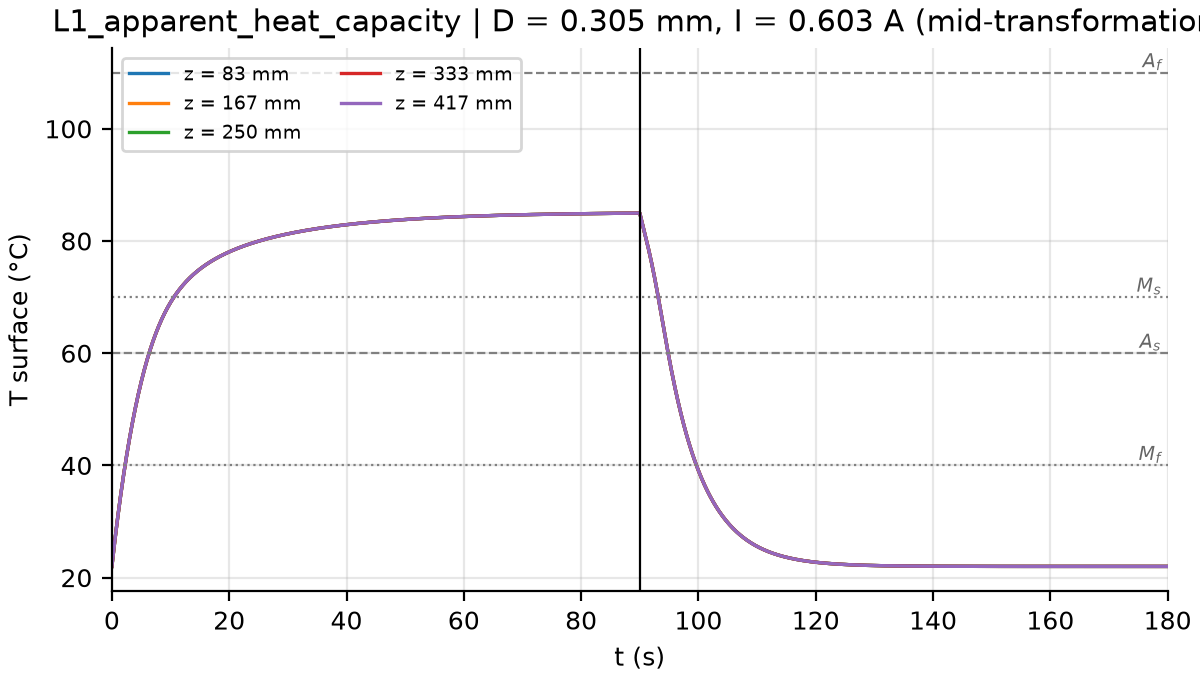 L1_apparent_heat_capacity | D = 0.305 mm, I = 0.603 A (mid-transformation
z = 83 mm
z = 167 mm
z = 250 mm
z = 333 mm
z = 417 mm
A_f
M_s
A_s
M_f
T surface (°C)
100
80
60
40
20
0 20 40 60 80 100 120 140 160 180
t (s)